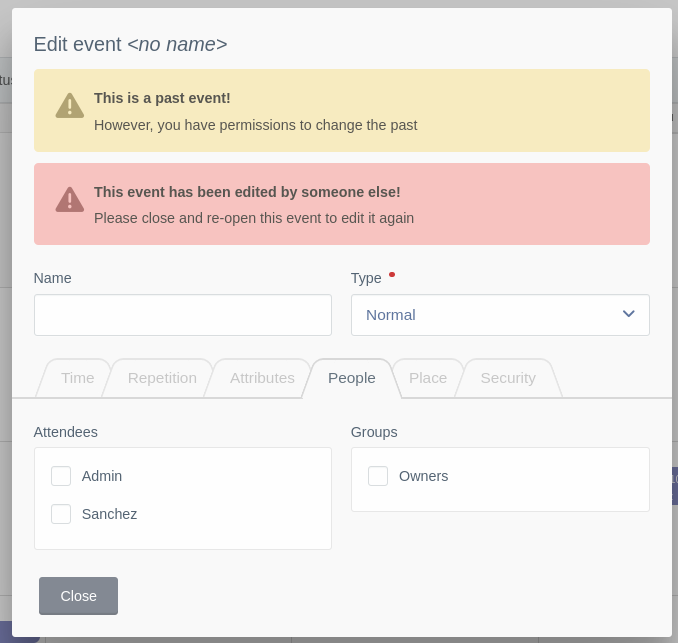 Edit event <no name>
This is a past event!
However, you have permissions to change the past
This event has been edited by someone else!
Please close and re-open this event to edit it again
Name
Type
Normal
Time
Repetition
Attributes
People
Place
Security
Attendees
Groups
Admin
Owners
Sanchez
Close